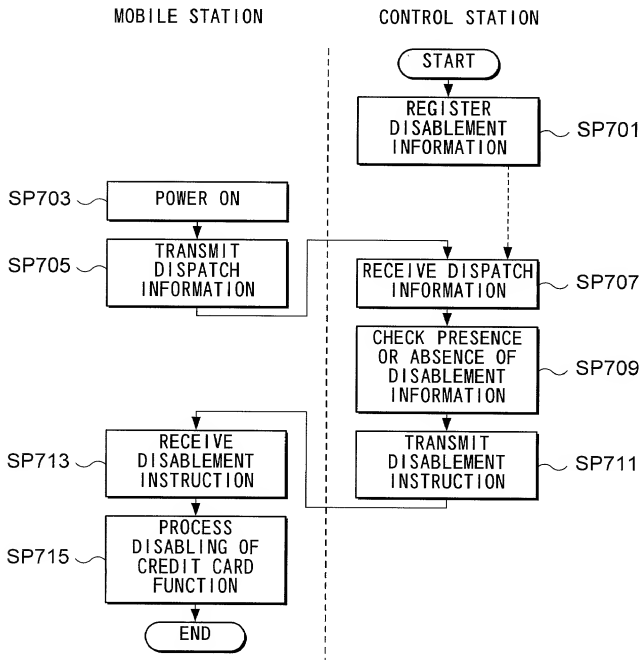 MOBILE STATION
CONTROL STATION
START
REGISTER
DISABLEMENT
INFORMATION
SP701
SP703
POWER ON
SP705
TRANSMIT
DISPATCH
INFORMATION
RECEIVE DISPATCH
INFORMATION
SP707
CHECK PRESENCE
OR ABSENCE OF
DISABLEMENT
INFORMATION
SP709
TRANSMIT
DISABLEMENT
INSTRUCTION
SP711
SP713
RECEIVE
DISABLEMENT
INSTRUCTION
SP715
PROCESS
DISABLING OF
CREDIT CARD
FUNCTION
END